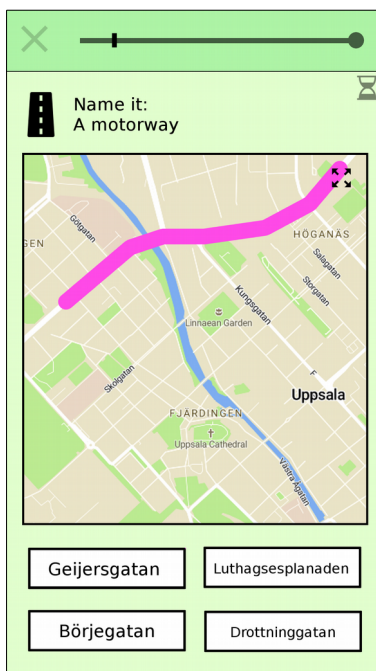 Name it:
A motorway
Götgatan
GEN
HÖGANÄS
Salagatan
Storgatan
Kungsgatan
Linnaean Garden
Skolgatan
F
Uppsala
FJÄRDINGEN
Uppsala Cathedral
Västra Ågatan
Geijersgatan
Luthagsesplanaden
Börjegatan
Drottninggatan